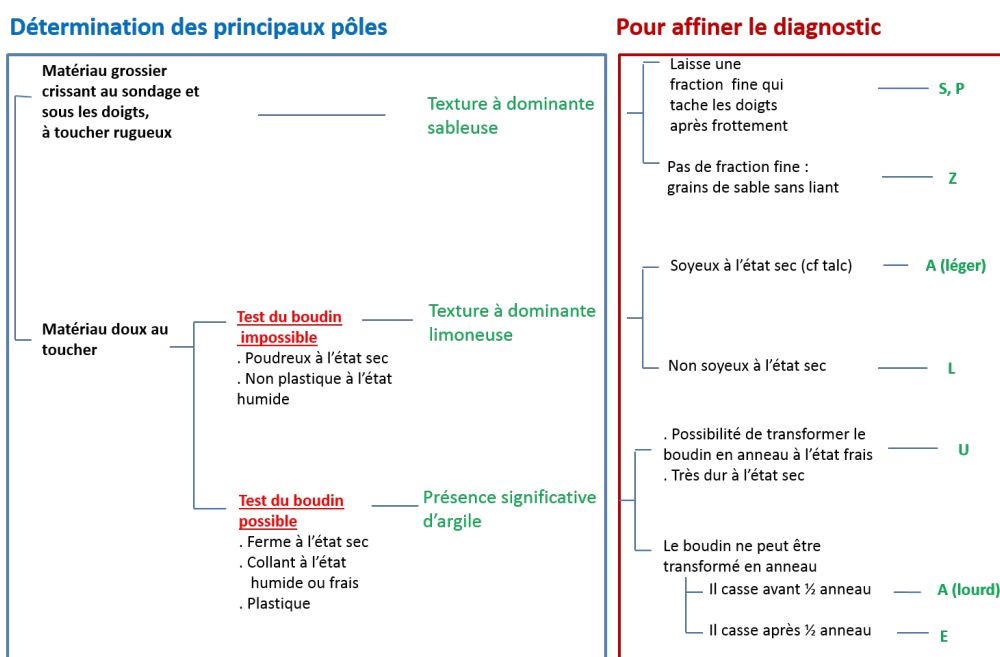 Détermination des principaux pôles
Matériau grossier
crissant au sondage et
sous les doigts,
à toucher rugueux
Texture à dominante
sableuse
Matériau doux au
toucher
Test du boudin
impossible
. Poudreux à l'état sec
. Non plastique à l'état
humide
Texture à dominante
limoneuse
Test du boudin
possible
. Ferme à l'état sec
. Collant à l'état
humide ou frais
. Plastique
Présence significative
d'argile
Pour affiner le diagnostic
Laisse une
fraction fine qui
tache les doigts
après frottement
S, P
Pas de fraction fine :
grains de sable sans liant
Z
Soyeux à l'état sec (cf talc)
A (léger)
Non soyeux à l'état sec
L
. Possibilité de transformer le
boudin en anneau à l'état frais
. Très dur à l'état sec
U
Le boudin ne peut être
transformé en anneau
Il casse avant ½ anneau
A (lourd)
Il casse après ½ anneau
E